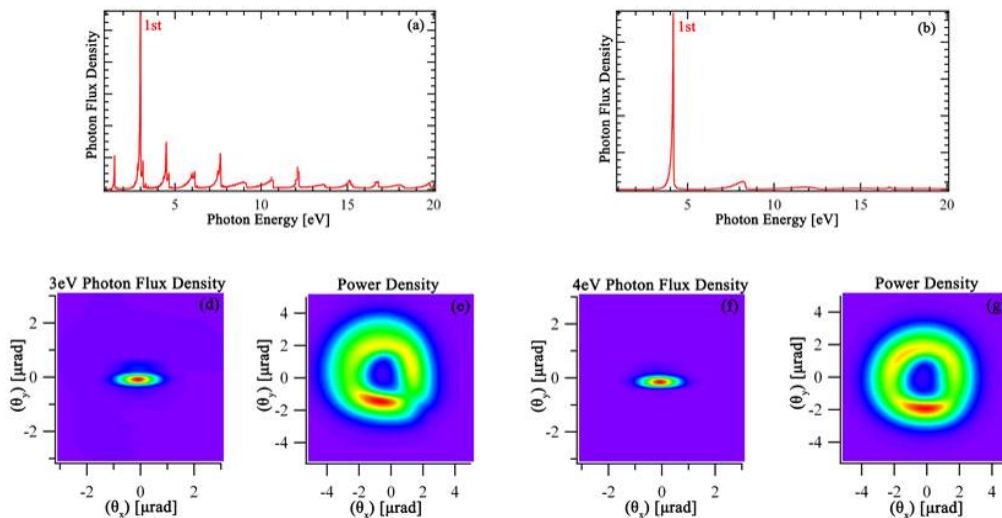 (a)
1st
Photon Flux Density
5
10
15
20
Photon Energy [eV]
(b)
1st
Photon Flux Density
5
10
15
20
Photon Energy [eV]
3eV Photon Flux Density
(d)
2
0
-2
(θy) [µrad]
-2
0
2
(θx) [µrad]
Power Density
(e)
4
2
0
-2
-4
(θy) [µrad]
-4
-2
0
2
4
(θx) [µrad]
4eV Photon Flux Density
(f)
2
0
-2
(θy) [µrad]
-2
0
2
(θx) [µrad]
Power Density
(g)
4
2
0
-2
-4
(θy) [µrad]
-4
-2
0
2
4
(θx) [µrad]